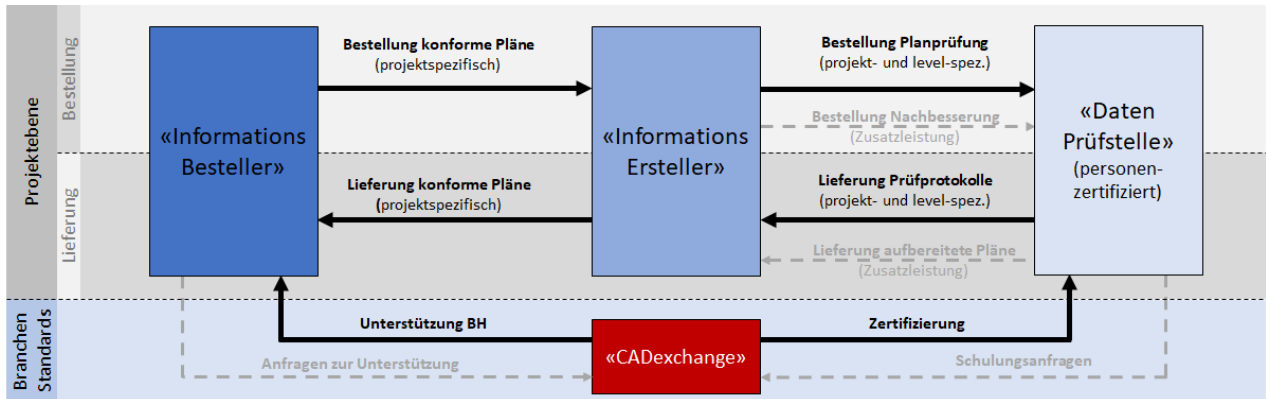 Projektebene
Bestellung
Lieferung
Branchen
Standards
«Informations
Besteller»
Bestellung konforme Pläne
(projektspezifisch)
Lieferung konforme Pläne
(projektspezifisch)
«Informations
Ersteller»
Bestellung Planprüfung
(projekt- und level-spez.)
Bestellung Nachbesserung
(Zusatzleistung)
Lieferung Prüfprotokolle
(projekt- und level-spez.)
Lieferung aufbereitete Pläne
(Zusatzleistung)
«Daten
Prüfstelle»
(personen-
zertifiziert)
Unterstützung BH
Anfragen zur Unterstützung
«CADexchange»
Zertifizierung
Schulungsanfragen